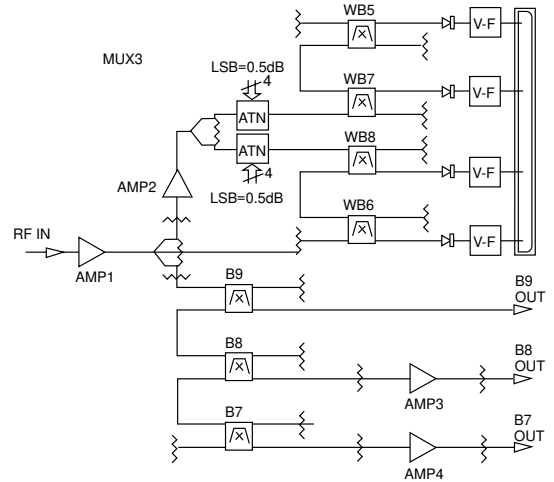 WB5
V-F
MUX3
LSB=0.5dB
4
WB7
V-F
ATN
WB8
ATN
V-F
4
AMP2
LSB=0.5dB
WB6
RF IN
V-F
AMP1
B9
B9
OUT
B8
B8
OUT
AMP3
B7
B7
OUT
AMP4